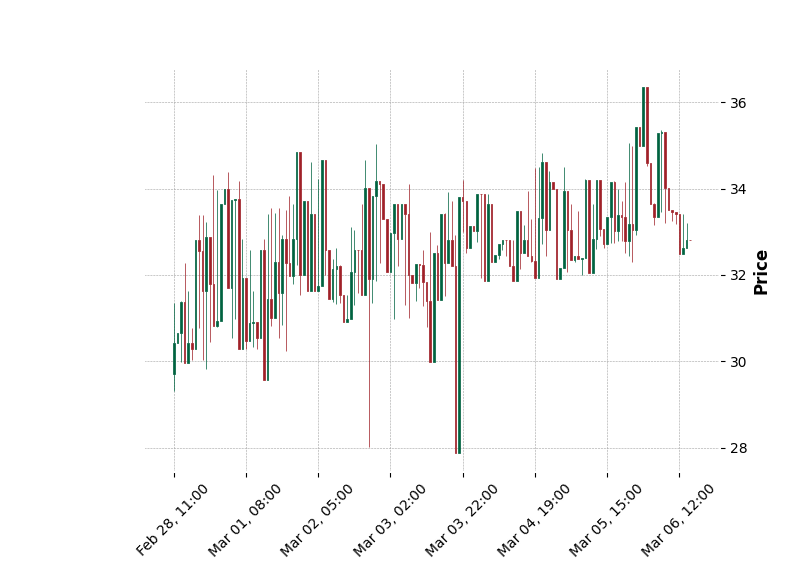 36
34
32
30
28
Price
Feb 28, 11:00
Mar 01, 08:00
Mar 02, 05:00
Mar 03, 02:00
Mar 03, 22:00
Mar 04, 19:00
Mar 05, 15:00
Mar 06, 12:00